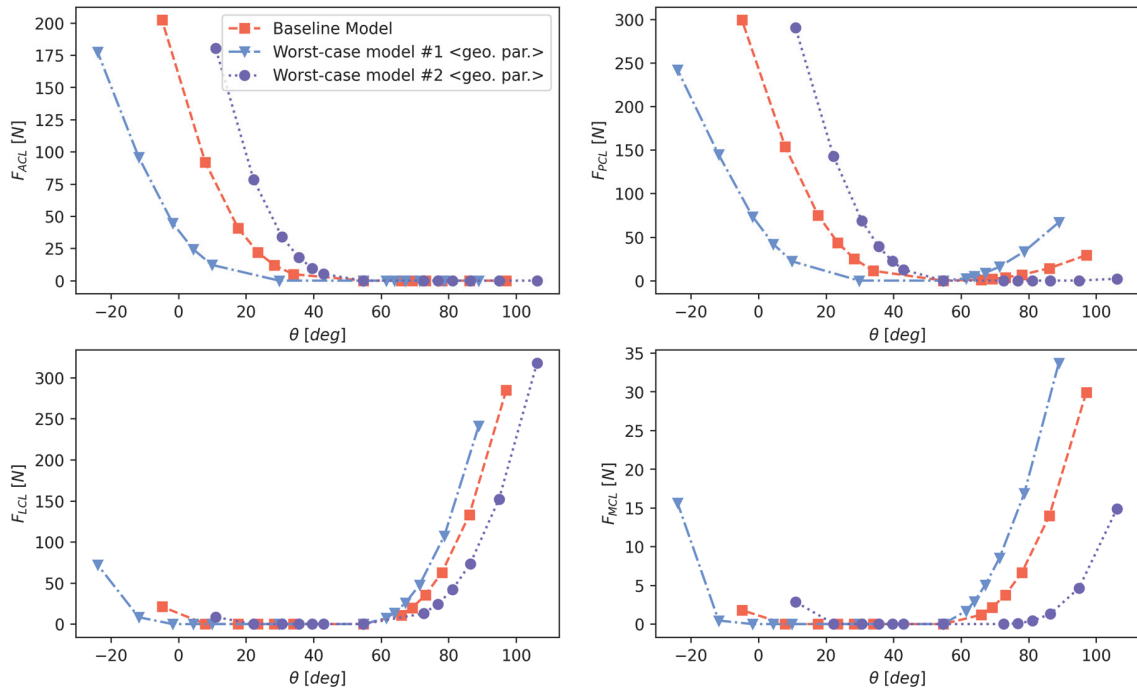 200
175
150
125
100
75
50
25
0
F_ACL [N]
−20 0 20 40 60 80 100
θ [deg]
Baseline Model
Worst-case model #1 <geo. par.>
Worst-case model #2 <geo. par.>
300
250
200
150
100
50
0
F_PCL [N]
−20 0 20 40 60 80 100
θ [deg]
300
250
200
150
100
50
0
F_LCL [N]
−20 0 20 40 60 80 100
θ [deg]
35
30
25
20
15
10
5
0
F_MCL [N]
−20 0 20 40 60 80 100
θ [deg]